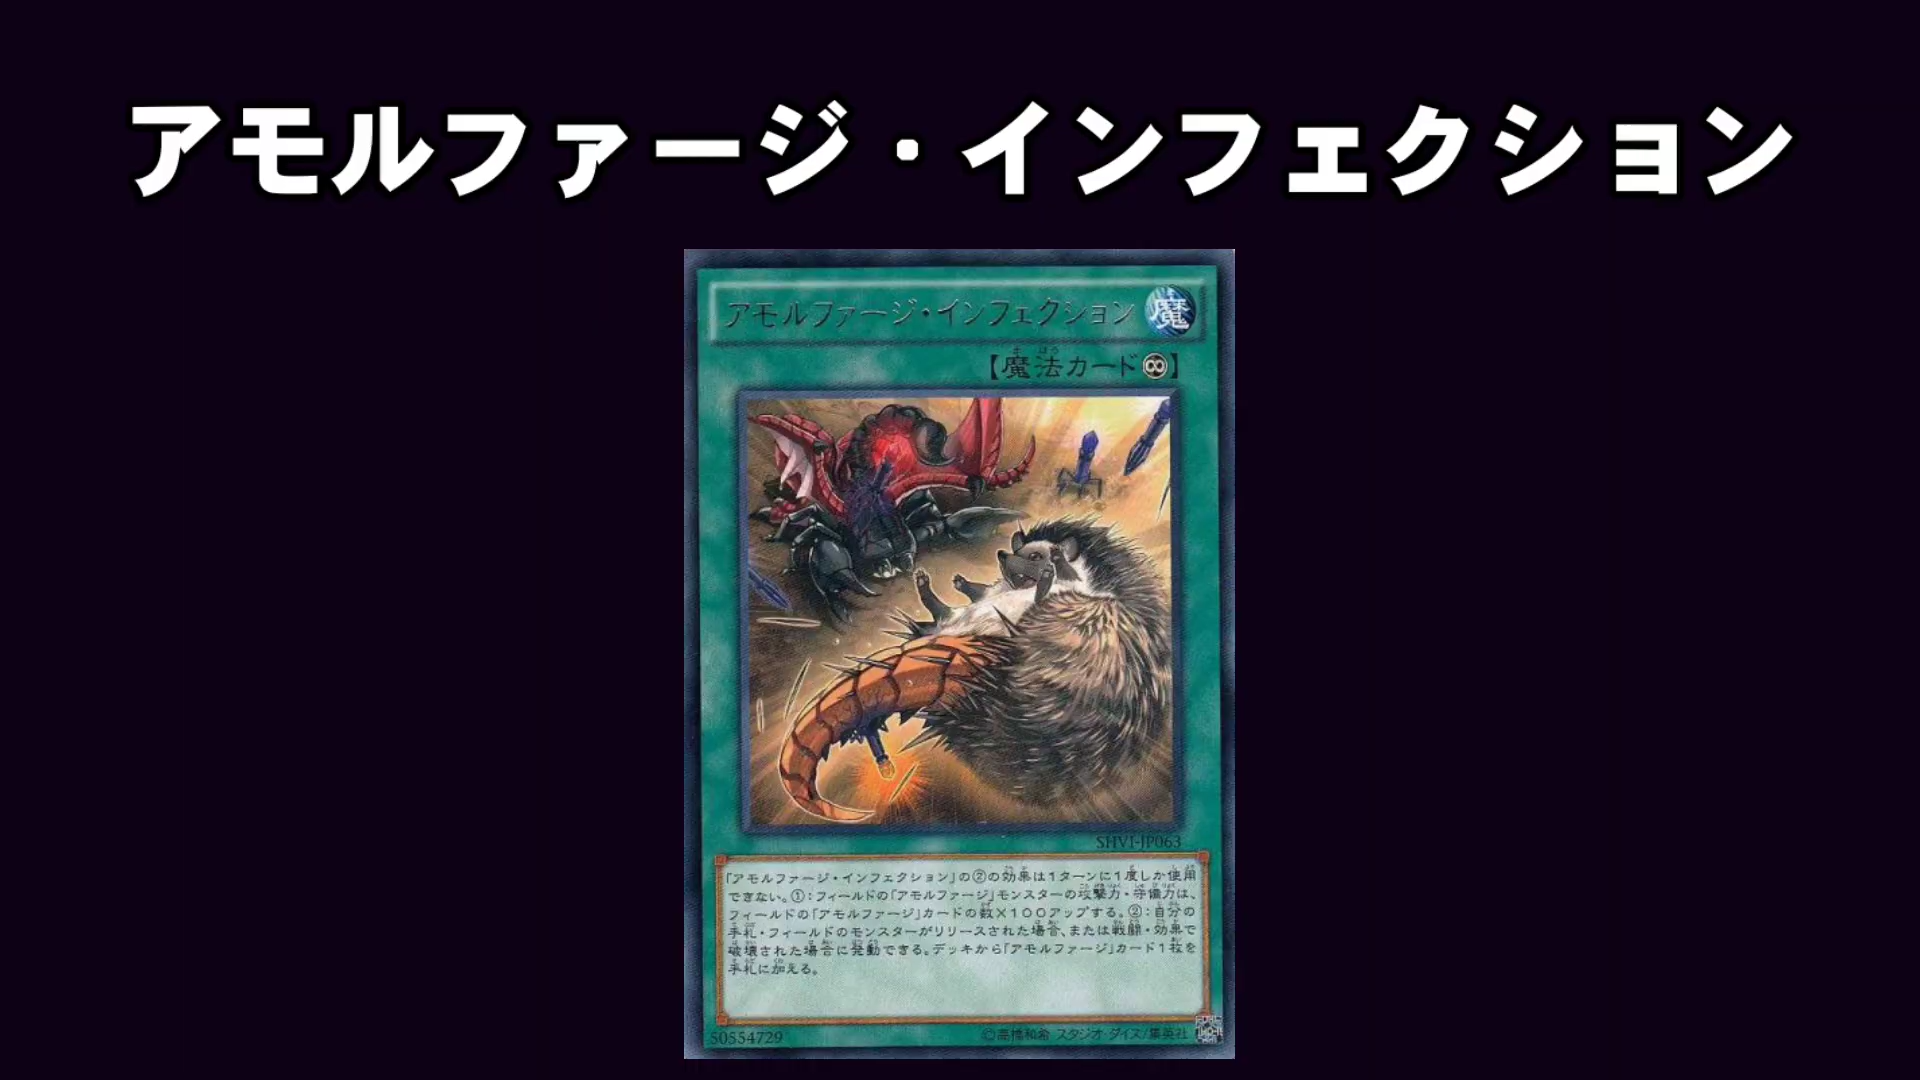 アモルファージ・インフェクション
アモルファージ・インフェクション 魔
【魔法カード∞】
SHVI-JP063
「アモルファージ・インフェクション」の②の効果は1ターンに1度しか使用
できない。①：フィールドの「アモルファージ」モンスターの攻撃力・守備力は、
フィールドの「アモルファージ」カードの数×100アップする。②：自分の
手札・フィールドのモンスターがリリースされた場合、または戦闘・効果で
破壊された場合に発動できる。デッキから「アモルファージ」カード1枚を
手札に加える。
50554729 ©高橋和希 スタジオ・ダイス/集英社